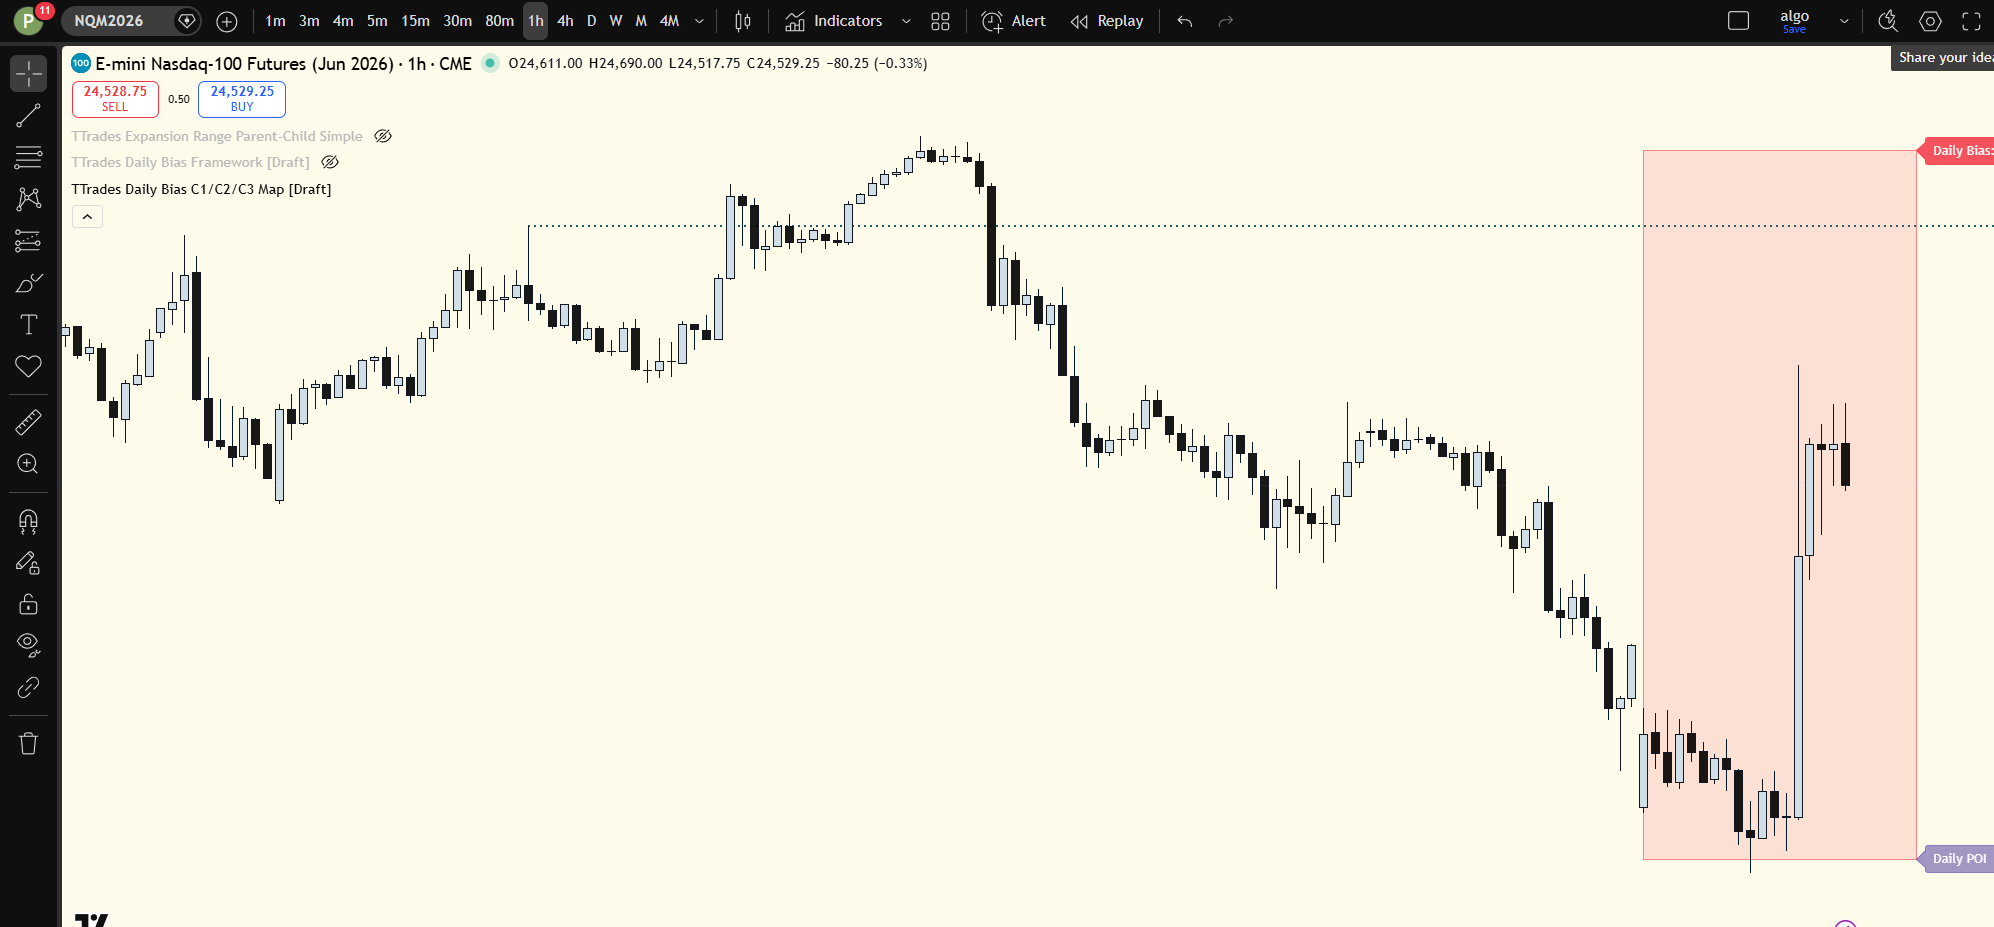 P 11 NQM2026 1m 3m 4m 5m 15m 30m 80m 1h 4h D W M 4M Indicators Alert Replay algo
Save
Share your idea
100 E-mini Nasdaq-100 Futures (Jun 2026) · 1h · CME O24,611.00 H24,690.00 L24,517.75 C24,529.25 −80.25 (−0.33%)
24,528.75
SELL
0.50
24,529.25
BUY
TTrades Expansion Range Parent-Child Simple
TTrades Daily Bias Framework [Draft]
TTrades Daily Bias C1/C2/C3 Map [Draft]
Daily Bias:
Daily POI